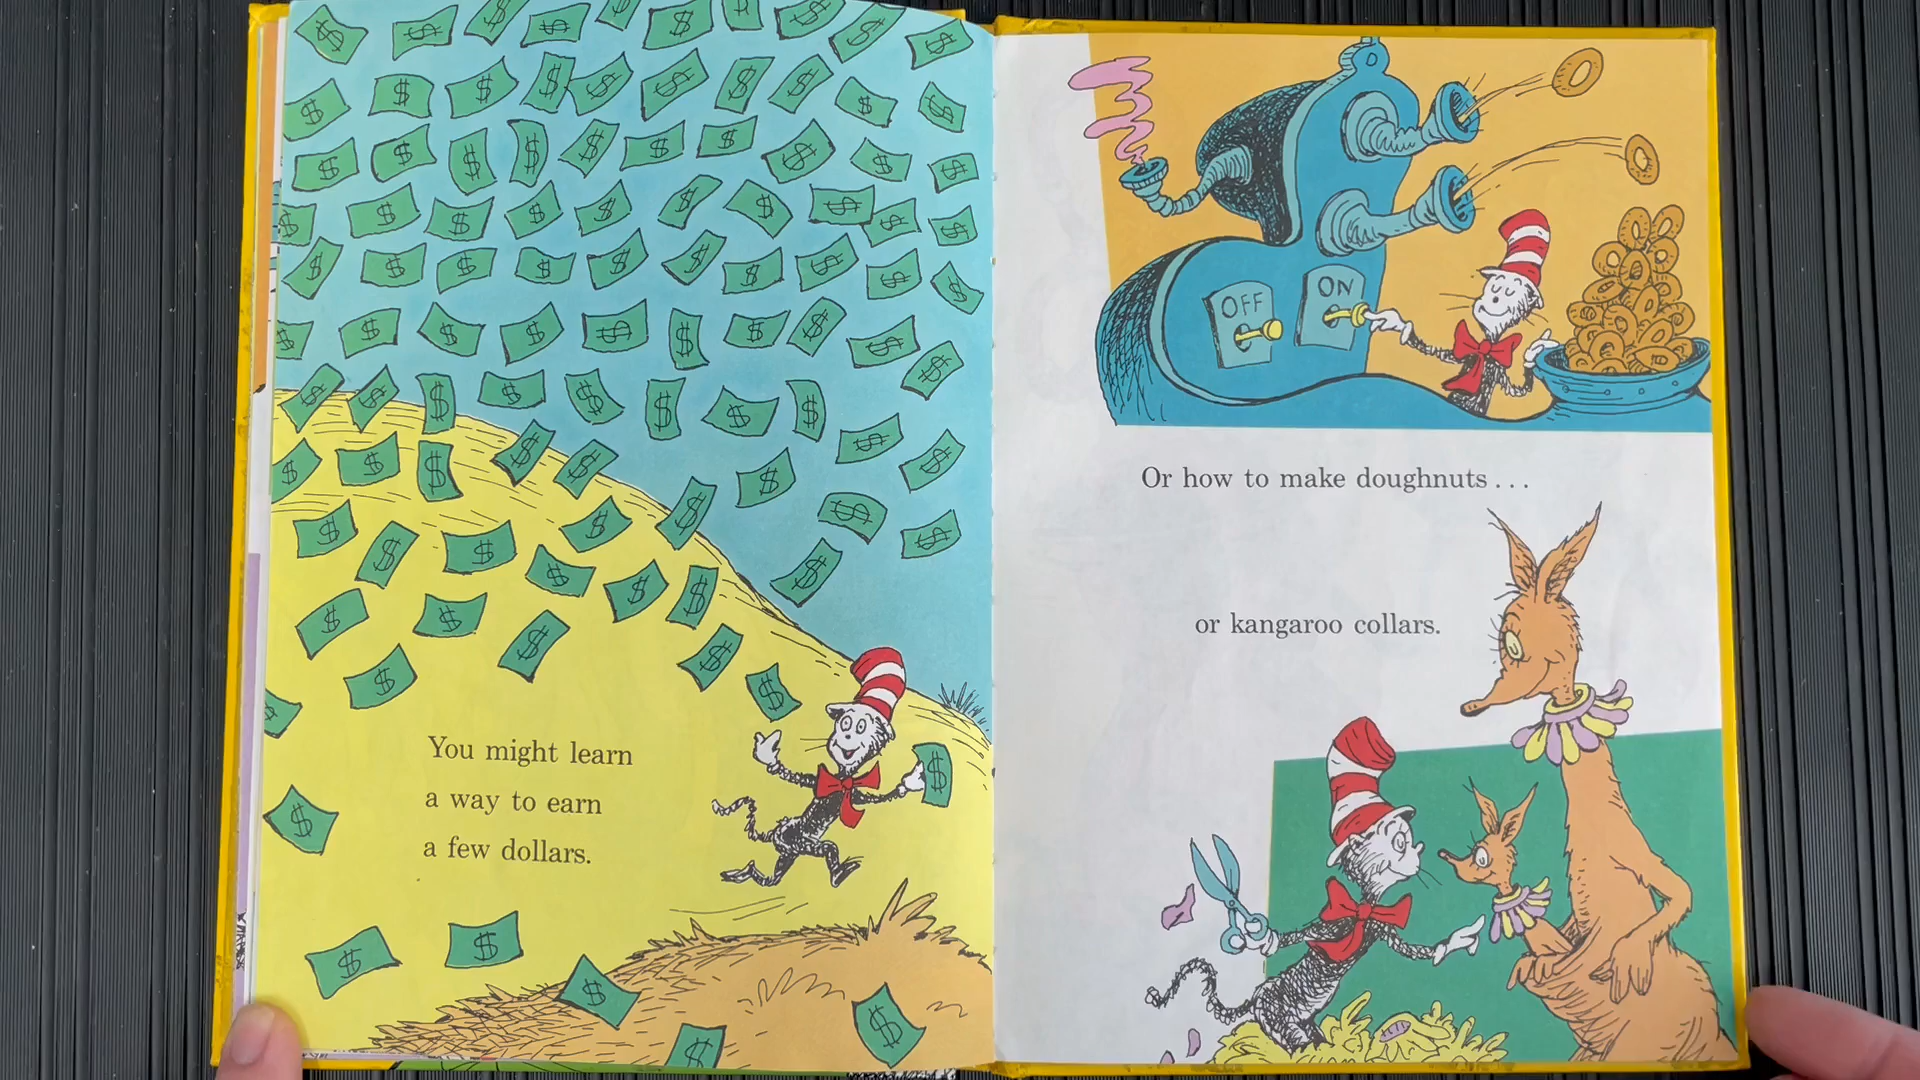 You might learn
a way to earn
a few dollars.
OFF
ON
Or how to make doughnuts . . .
or kangaroo collars.